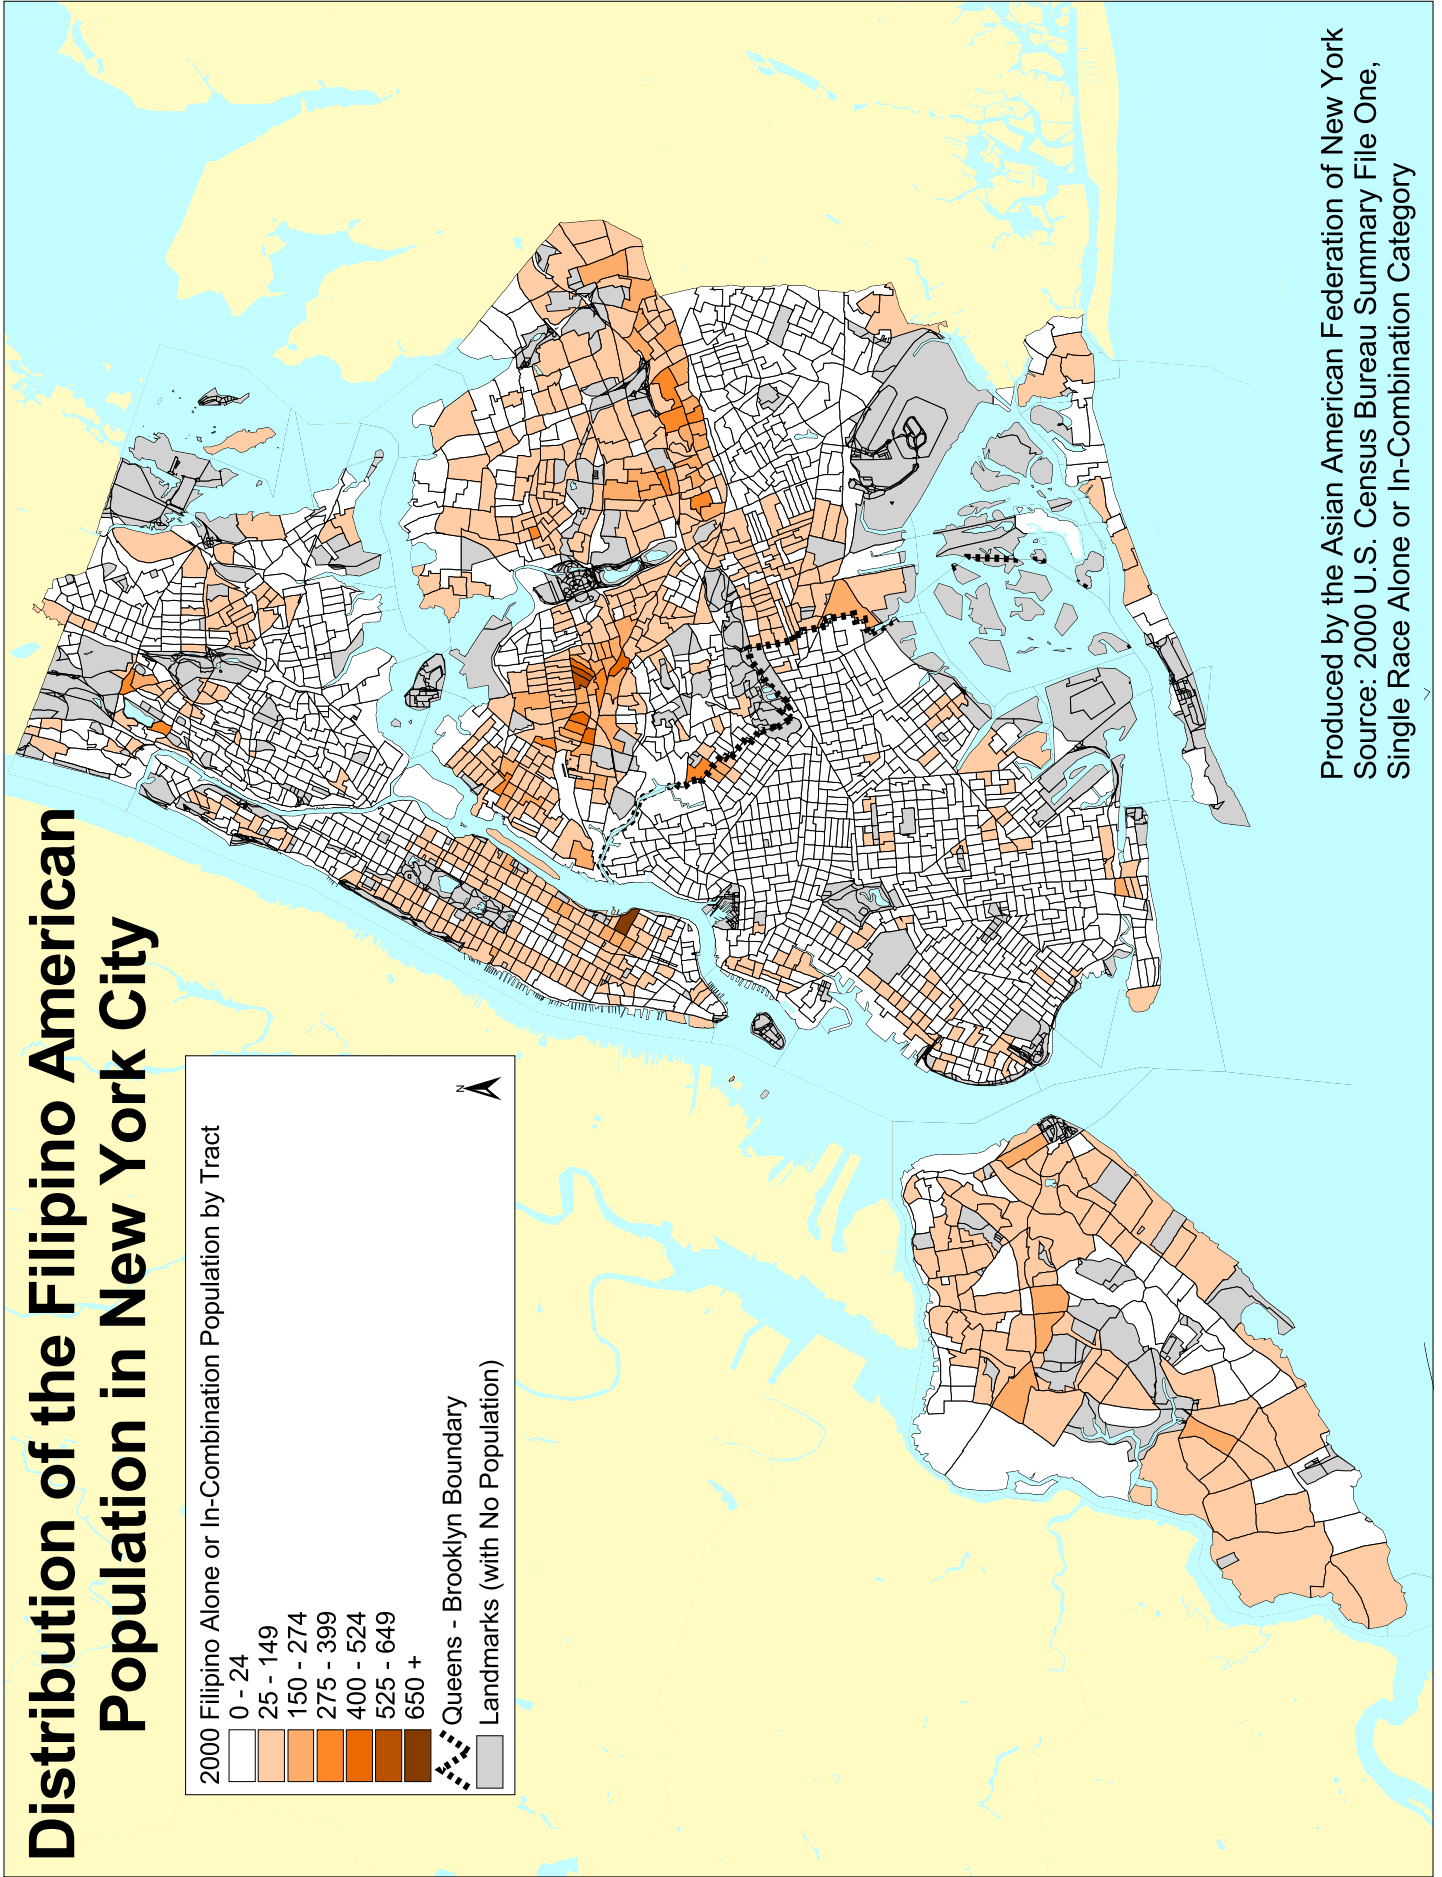 Distribution of the Filipino American
Population in New York City
2000 Filipino Alone or In-Combination Population by Tract
0 - 24
25 - 149
150 - 274
275 - 399
400 - 524
525 - 649
650 +
Queens - Brooklyn Boundary
Landmarks (with No Population)
N
Produced by the Asian American Federation of New York
Source: 2000 U.S. Census Bureau Summary File One,
Single Race Alone or In-Combination Category